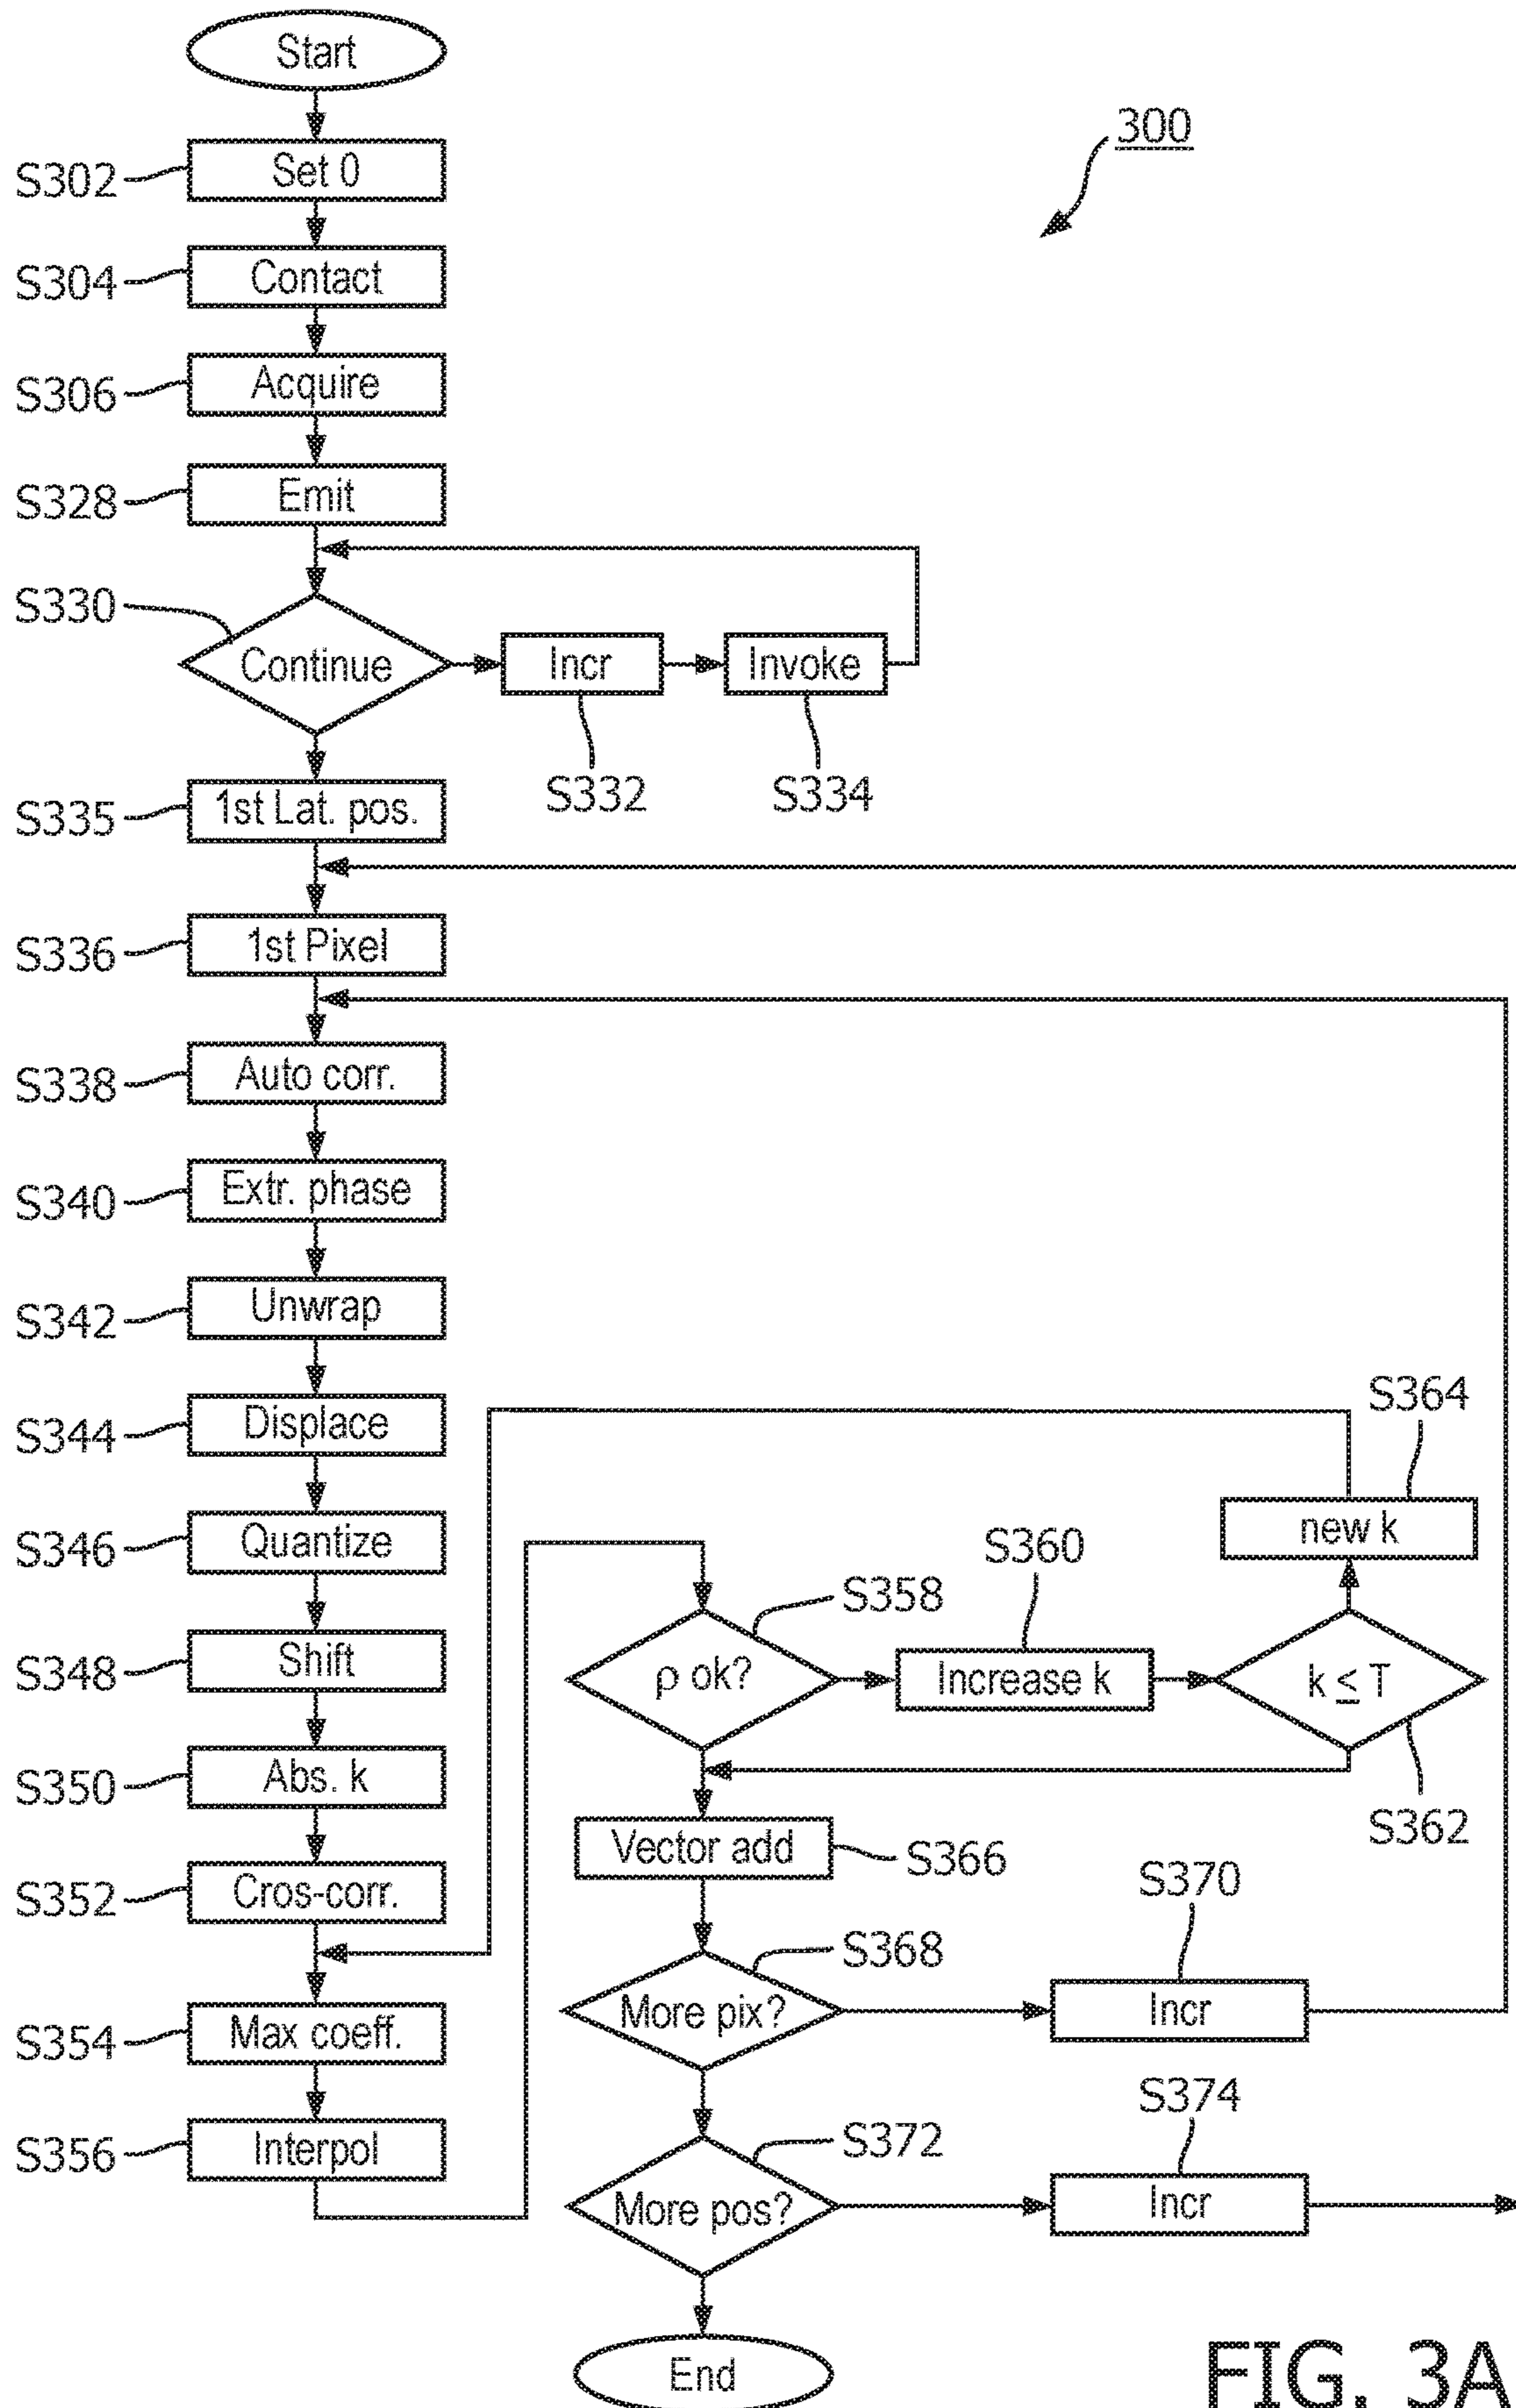 Start
300
S302
Set 0
S304
Contact
S306
Acquire
S328
Emit
S330
Continue
Incr
Invoke
S332
S334
S335
1st Lat. pos.
S336
1st Pixel
S338
Auto corr.
S340
Extr. phase
S342
Unwrap
S344
Displace
S346
Quantize
S348
Shift
S350
Abs. k
S352
Cros-corr.
S354
Max coeff.
S356
Interpol
S358
ρ ok?
S360
Increase k
S364
new k
k ≤ T
S362
Vector add
S366
S368
More pix?
S370
Incr
S372
More pos?
S374
Incr
End
FIG. 3A